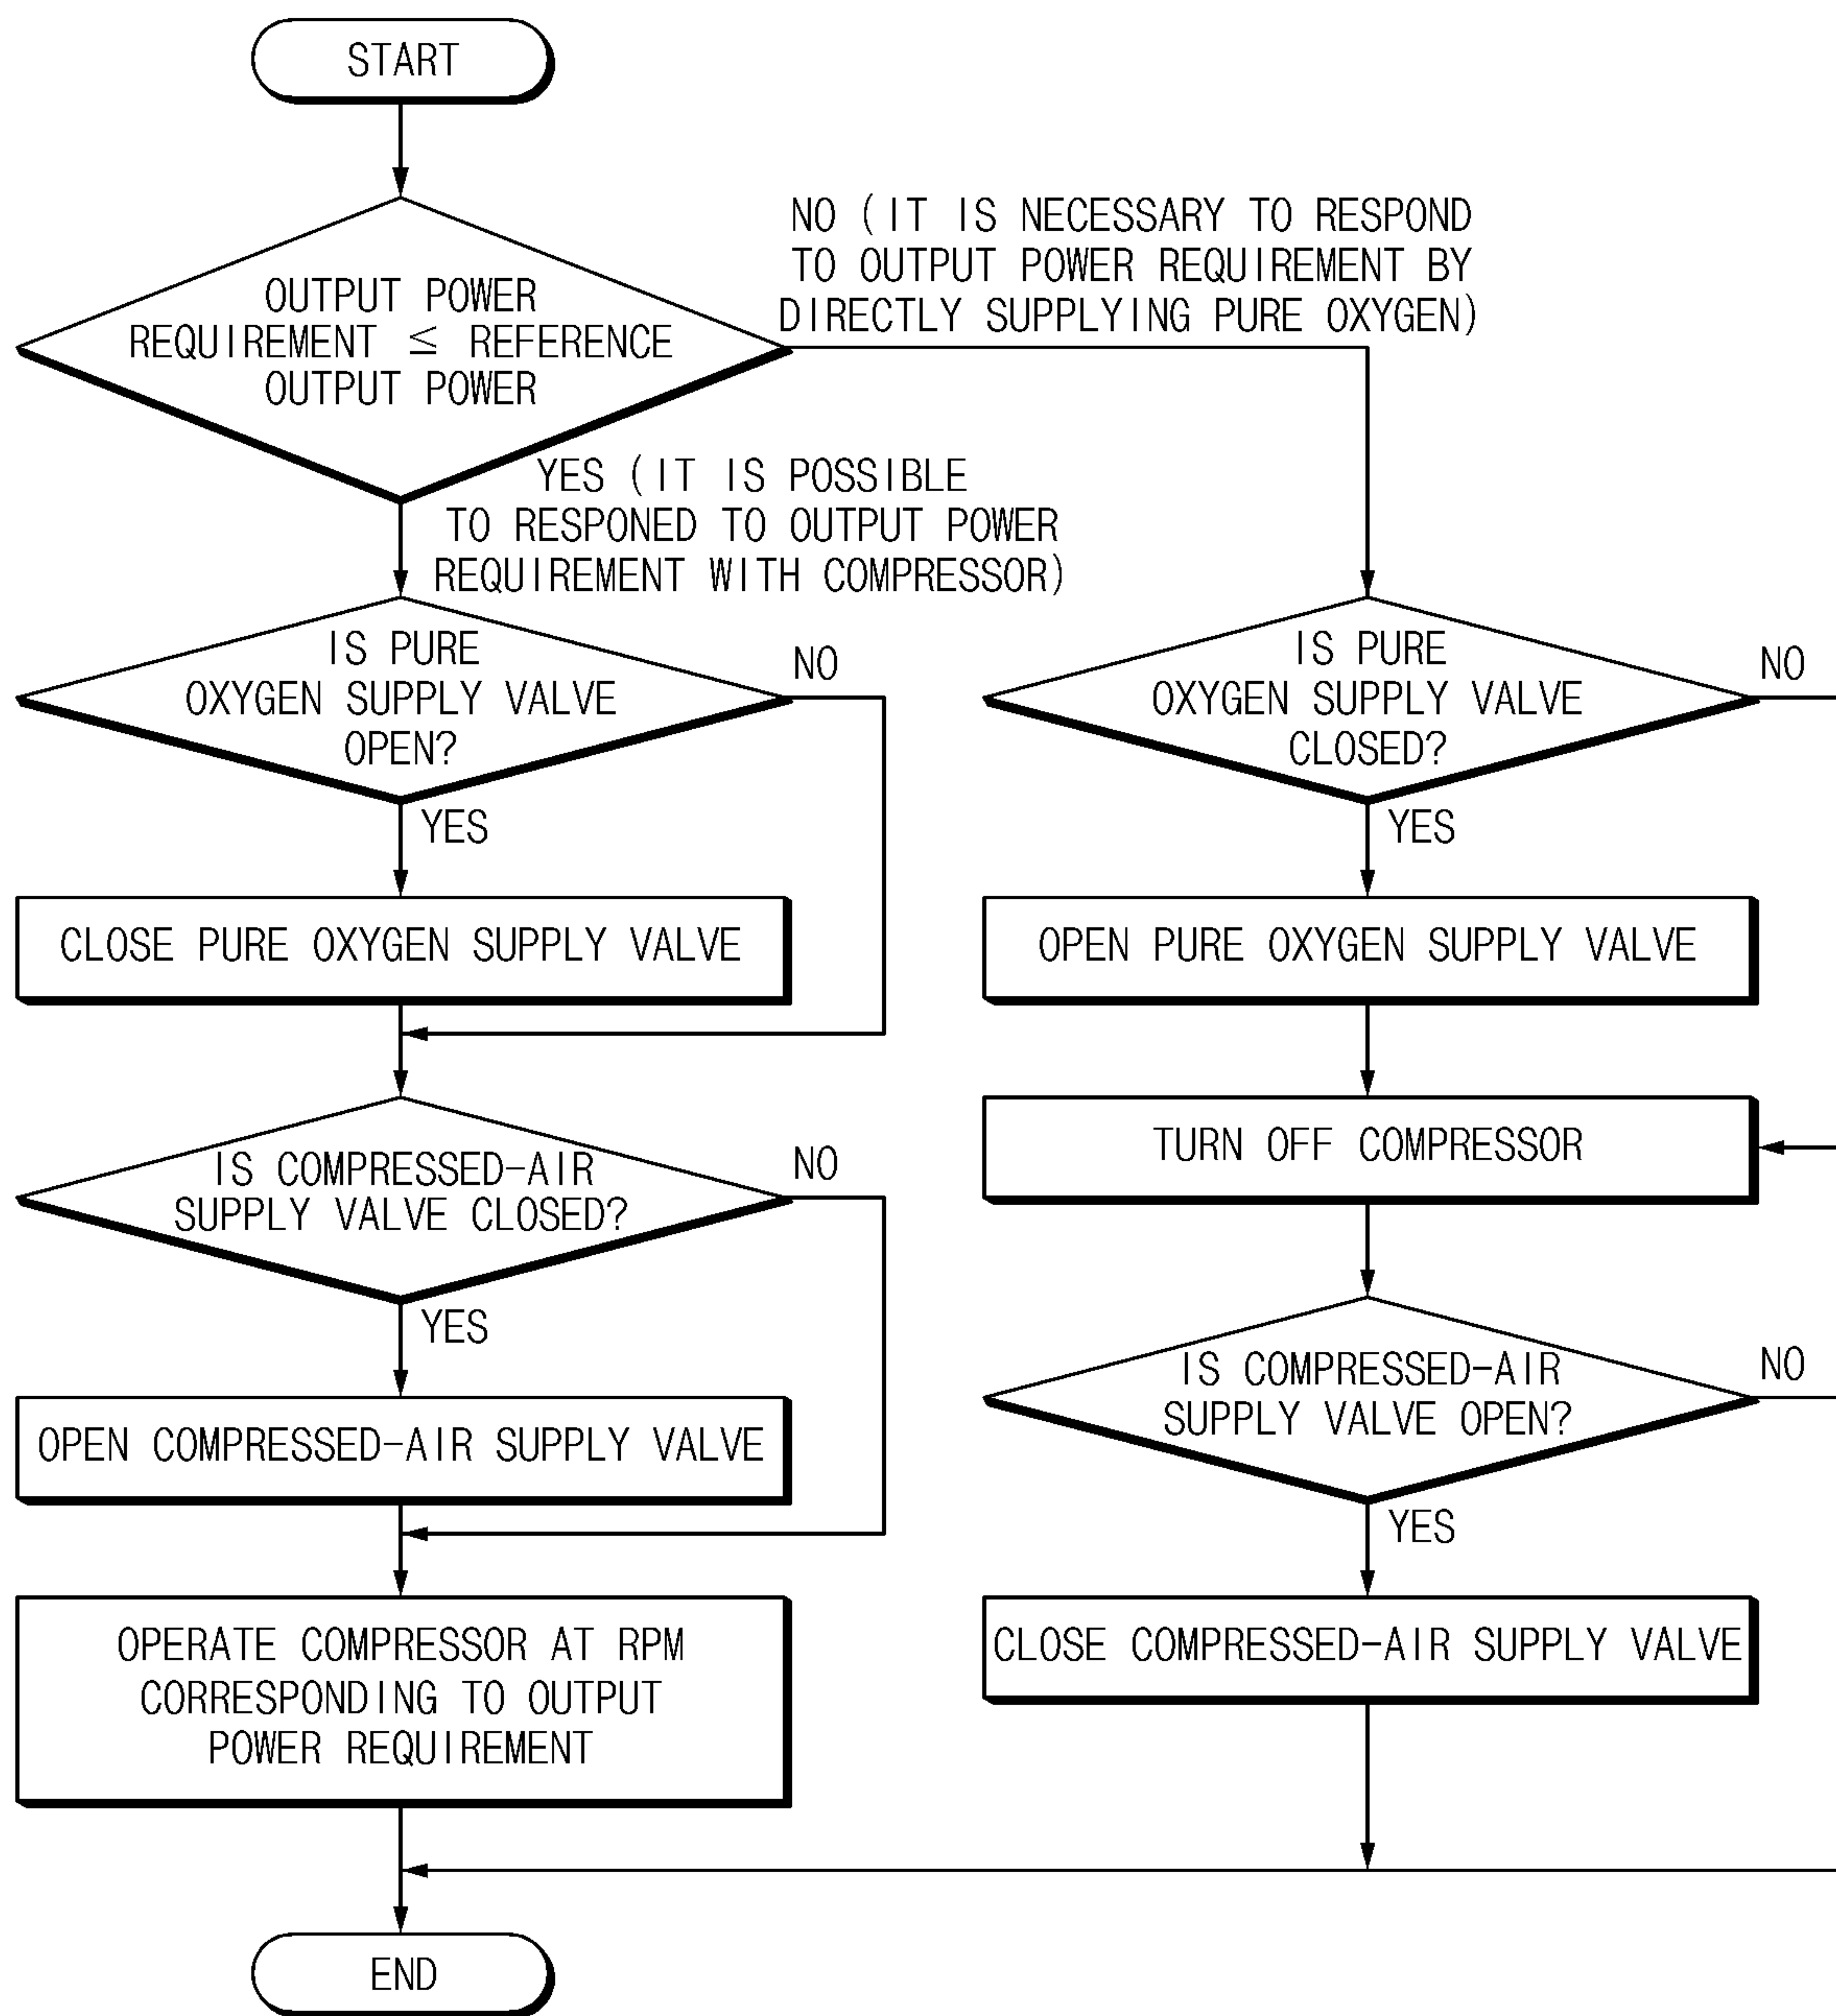 START
OUTPUT POWER
REQUIREMENT ≤ REFERENCE
OUTPUT POWER
NO (IT IS NECESSARY TO RESPOND
TO OUTPUT POWER REQUIREMENT BY
DIRECTLY SUPPLYING PURE OXYGEN)
YES (IT IS POSSIBLE
TO RESPONED TO OUTPUT POWER
REQUIREMENT WITH COMPRESSOR)
IS PURE
OXYGEN SUPPLY VALVE
OPEN?
NO
YES
CLOSE PURE OXYGEN SUPPLY VALVE
IS COMPRESSED-AIR
SUPPLY VALVE CLOSED?
NO
YES
OPEN COMPRESSED-AIR SUPPLY VALVE
OPERATE COMPRESSOR AT RPM
CORRESPONDING TO OUTPUT
POWER REQUIREMENT
IS PURE
OXYGEN SUPPLY VALVE
CLOSED?
NO
YES
OPEN PURE OXYGEN SUPPLY VALVE
TURN OFF COMPRESSOR
IS COMPRESSED-AIR
SUPPLY VALVE OPEN?
NO
YES
CLOSE COMPRESSED-AIR SUPPLY VALVE
END